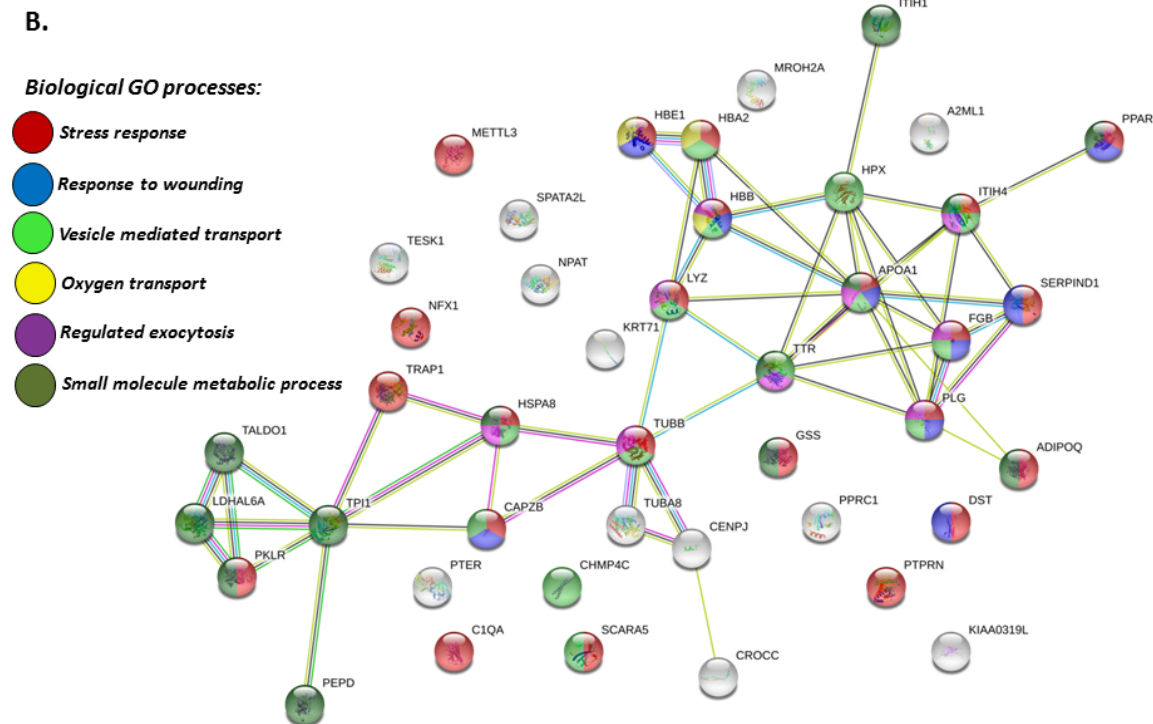 B.
Biological GO processes:
Stress response
Response to wounding
Vesicle mediated transport
Oxygen transport
Regulated exocytosis
Small molecule metabolic process
ITIH1
MROH2A
A2ML1
PPAR
HBE1
HBA2
METTL3
HPX
ITIH4
SPATA2L
HBB
TESK1
NPAT
LYZ
APOA1
SERPIND1
NFX1
FGB
KRT71
TTR
TRAP1
PLG
HSPA8
TUBB
GSS
ADIPOQ
TALDO1
LDHAL6A
TPI1
CAPZB
TUBA8
CENPJ
PPRC1
DST
PKLR
PTER
CHMP4C
PTPRN
C1QA
SCARA5
CROCC
KIAA0319L
PEPD